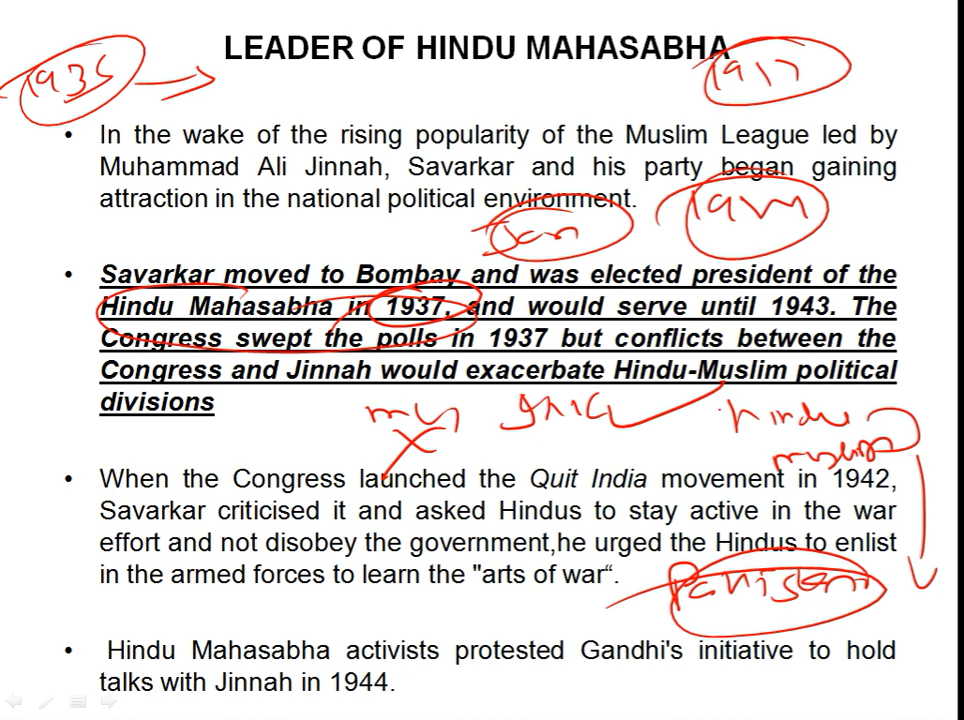 LEADER OF HINDU MAHASABHA
1935
1917
• In the wake of the rising popularity of the Muslim League led by
Muhammad Ali Jinnah, Savarkar and his party began gaining
attraction in the national political environment.
• Savarkar moved to Bombay and was elected president of the
Hindu Mahasabha in 1937, and would serve until 1943. The
Congress swept the polls in 1937 but conflicts between the
Congress and Jinnah would exacerbate Hindu-Muslim political
divisions
hindu
muslim
• When the Congress launched the Quit India movement in 1942,
Savarkar criticised it and asked Hindus to stay active in the war
effort and not disobey the government,he urged the Hindus to enlist
in the armed forces to learn the "arts of war“.
Pakistan
• Hindu Mahasabha activists protested Gandhi's initiative to hold
talks with Jinnah in 1944.